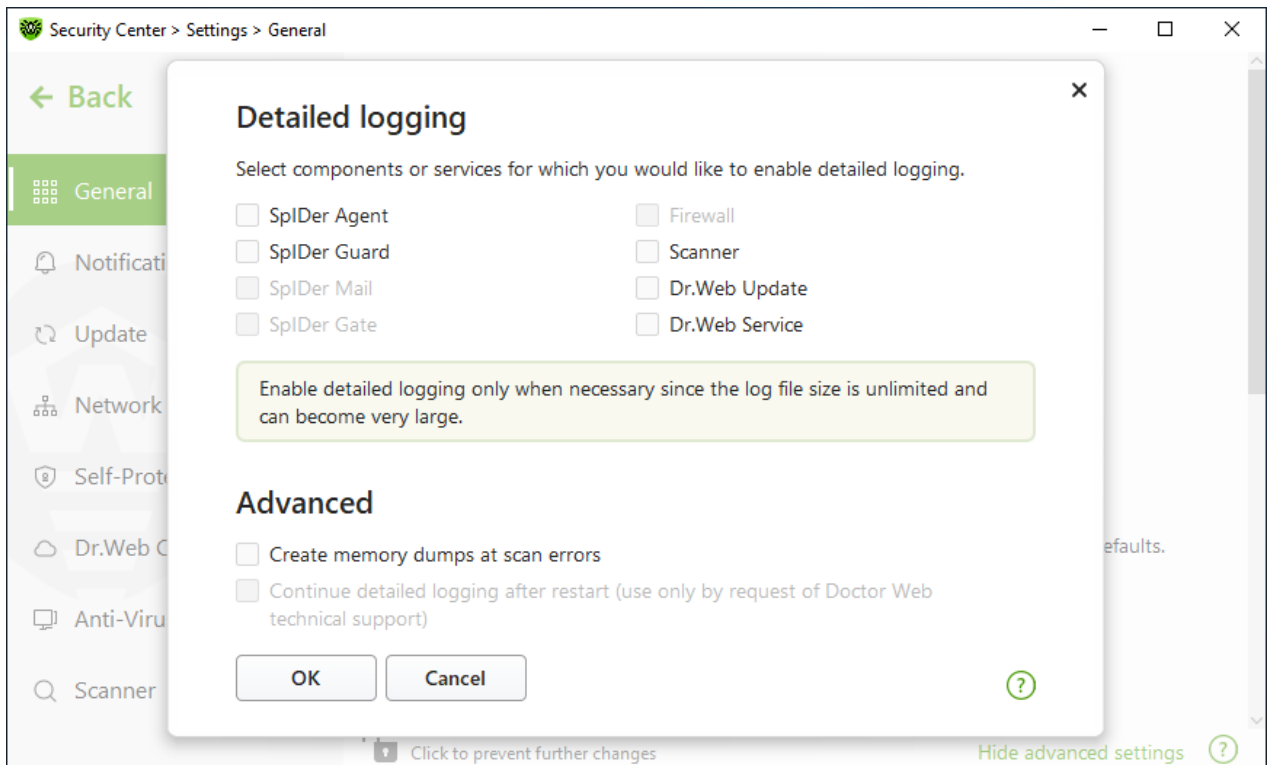 Security Center > Settings > General
Back
General
Notificati
Update
Network
Self-Prote
Dr.Web C
Anti-Viru
Scanner
Detailed logging
Select components or services for which you would like to enable detailed logging.
SpIDer Agent
SpIDer Guard
SpIDer Mail
SpIDer Gate
Firewall
Scanner
Dr.Web Update
Dr.Web Service
Enable detailed logging only when necessary since the log file size is unlimited and
can become very large.
Advanced
Create memory dumps at scan errors
Continue detailed logging after restart (use only by request of Doctor Web
technical support)
OK
Cancel
?
efaults.
Click to prevent further changes
Hide advanced settings
?